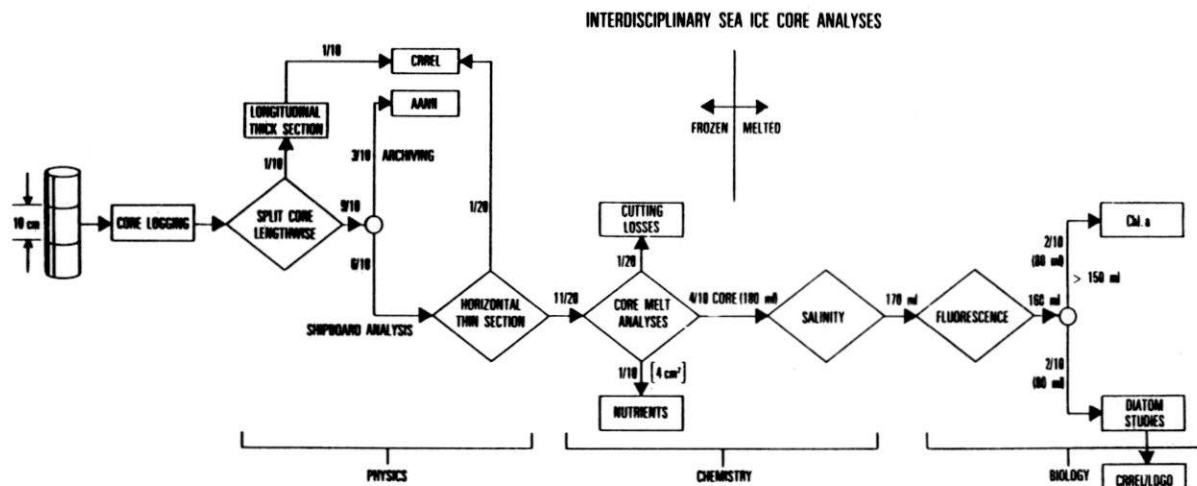 INTERDISCIPLINARY SEA ICE CORE ANALYSES
1/10
CRREL
AANII
FROZEN
MELTED
LONGITUDINAL
THICK SECTION
3/10 ARCHIVING
1/10
10 cm
CORE LOGGING
SPLIT CORE
LENGTHWISE
9/10
6/10
1/20
SHIPBOARD ANALYSIS
HORIZONTAL
THIN SECTION
11/20
CUTTING
LOSSES
1/20
CORE MELT
ANALYSES
4/10 CORE (180 ml)
1/10 [4 cm²]
NUTRIENTS
SALINITY
170 ml
FLUORESCENCE
160 ml
2/10
(80 ml)
> 150 ml
Chl. a
2/10
(80 ml)
DIATOM
STUDIES
CRREL/LDGO
PHYSICS
CHEMISTRY
BIOLOGY